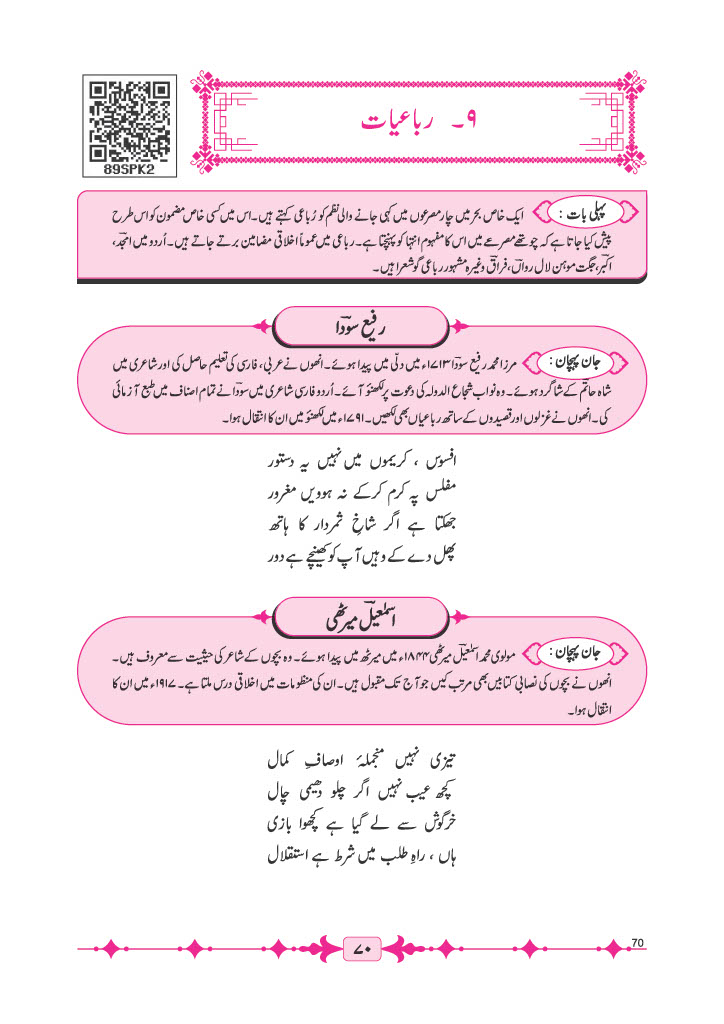 89SPK2
۹۔ رباعیات
پہلی بات : ایک خاص بحر میں چار مصرعوں میں کہی جانے والی نظم کو رُباعی کہتے ہیں۔ اس میں کسی خاص مضمون کو اس طرح
پیش کیا جاتا ہے کہ چوتھے مصرعے میں اس کا مفہوم انتہا کو پہنچتا ہے۔ رباعی میں عموماً اخلاقی مضامین برتے جاتے ہیں۔ اُردو میں امجدؔ،
اکبرؔ، جگت موہن لال رواںؔ، فراقؔ وغیرہ مشہور رباعی گو شعرا ہیں۔
رفیع سوداؔ
جان پہچان : مرزا محمد رفیع سوداؔ ۱۷۱۳ء میں دلّی میں پیدا ہوئے۔ انھوں نے عربی، فارسی کی تعلیم حاصل کی اور شاعری میں
شاہ حاتمؔ کے شاگرد ہوئے۔ وہ نواب شجاع الدولہ کی دعوت پر لکھنؤ آئے۔ اُردو فارسی شاعری میں سوداؔ نے تمام اصناف میں طبع آزمائی
کی۔ انھوں نے غزلوں اور قصیدوں کے ساتھ رباعیاں بھی لکھیں۔ ۱۷۹۱ء میں لکھنؤ میں ان کا انتقال ہوا۔
افسوس ، کریموں میں نہیں یہ دستور
مفلس پہ کرم کرکے نہ ہوویں مغرور
جھکتا ہے اگر شاخِ ثمردار کا ہاتھ
پھل دے کے وہیں آپ کو کھینچے ہے دور
اسمٰعیلؔ میرٹھی
جان پہچان : مولوی محمد اسمٰعیلؔ میرٹھی ۱۸۴۴ء میں میرٹھ میں پیدا ہوئے۔ وہ بچوں کے شاعر کی حیثیت سے معروف ہیں۔
انھوں نے بچوں کی نصابی کتابیں بھی مرتب کیں جو آج تک مقبول ہیں۔ ان کی منظومات میں اخلاقی درس ملتا ہے۔ ۱۹۱۷ء میں ان کا
انتقال ہوا۔
تیزی نہیں منجملۂ اوصافِ کمال
کچھ عیب نہیں اگر چلو دھیمی چال
خرگوش سے لے گیا ہے کچھوا بازی
ہاں ، راہِ طلب میں شرط ہے استقلال
۷۰
70